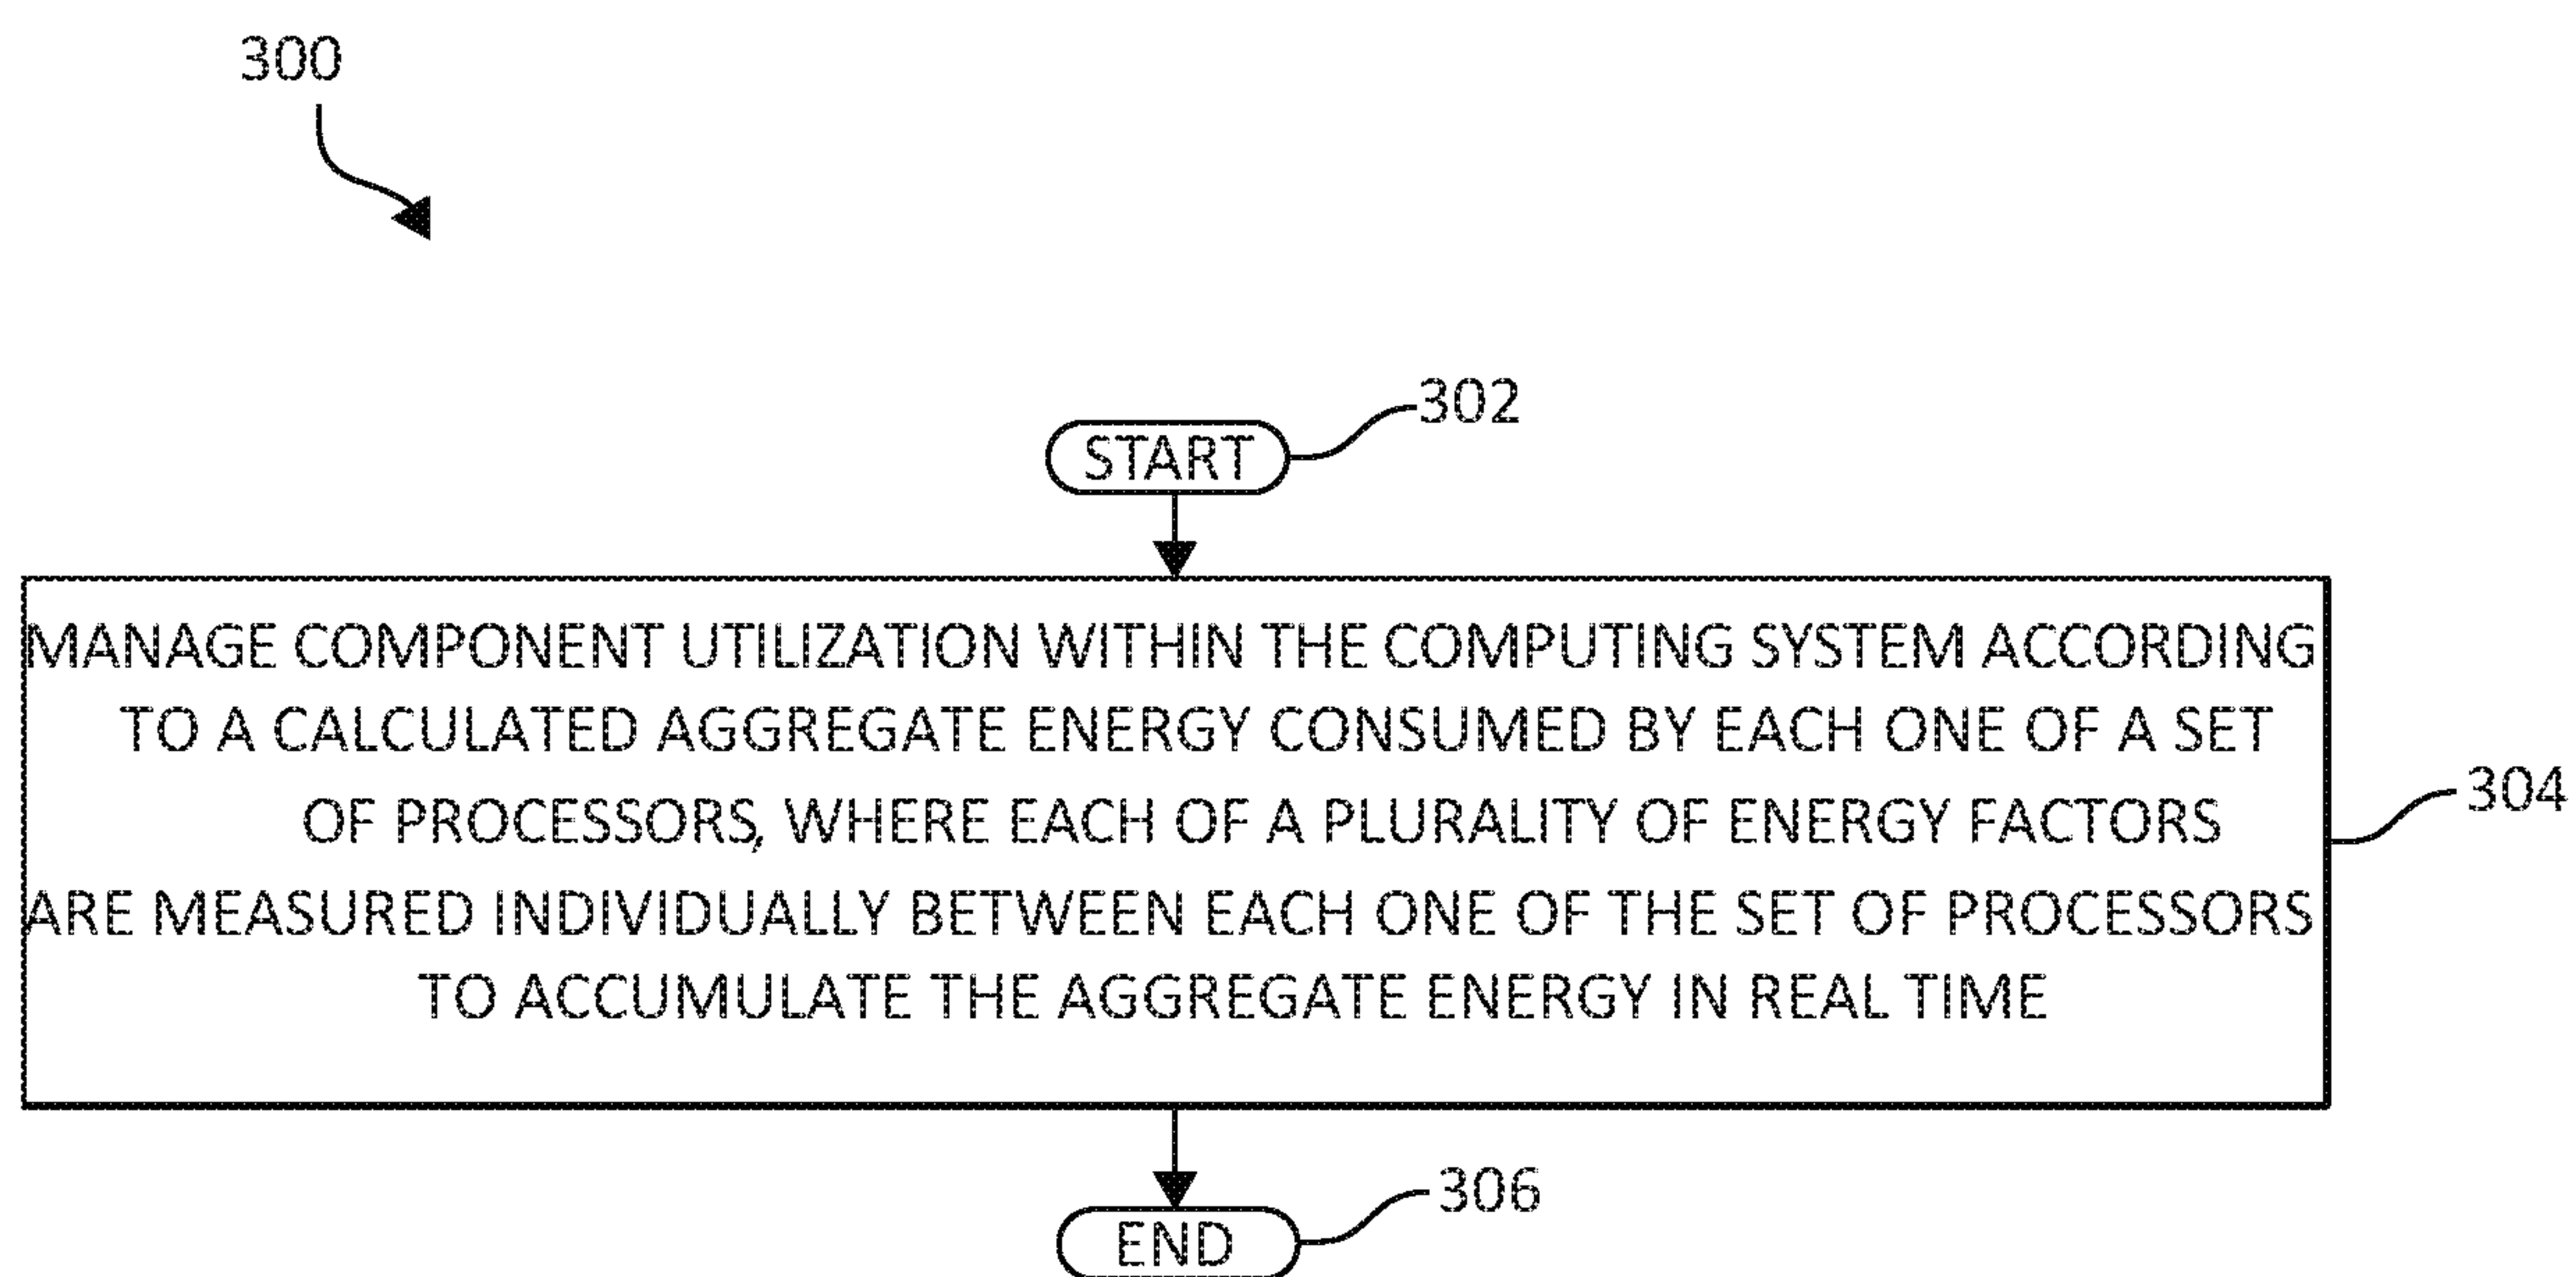 300
302
START
MANAGE COMPONENT UTILIZATION WITHIN THE COMPUTING SYSTEM ACCORDING
TO A CALCULATED AGGREGATE ENERGY CONSUMED BY EACH ONE OF A SET
OF PROCESSORS, WHERE EACH OF A PLURALITY OF ENERGY FACTORS
ARE MEASURED INDIVIDUALLY BETWEEN EACH ONE OF THE SET OF PROCESSORS
TO ACCUMULATE THE AGGREGATE ENERGY IN REAL TIME
304
306
END